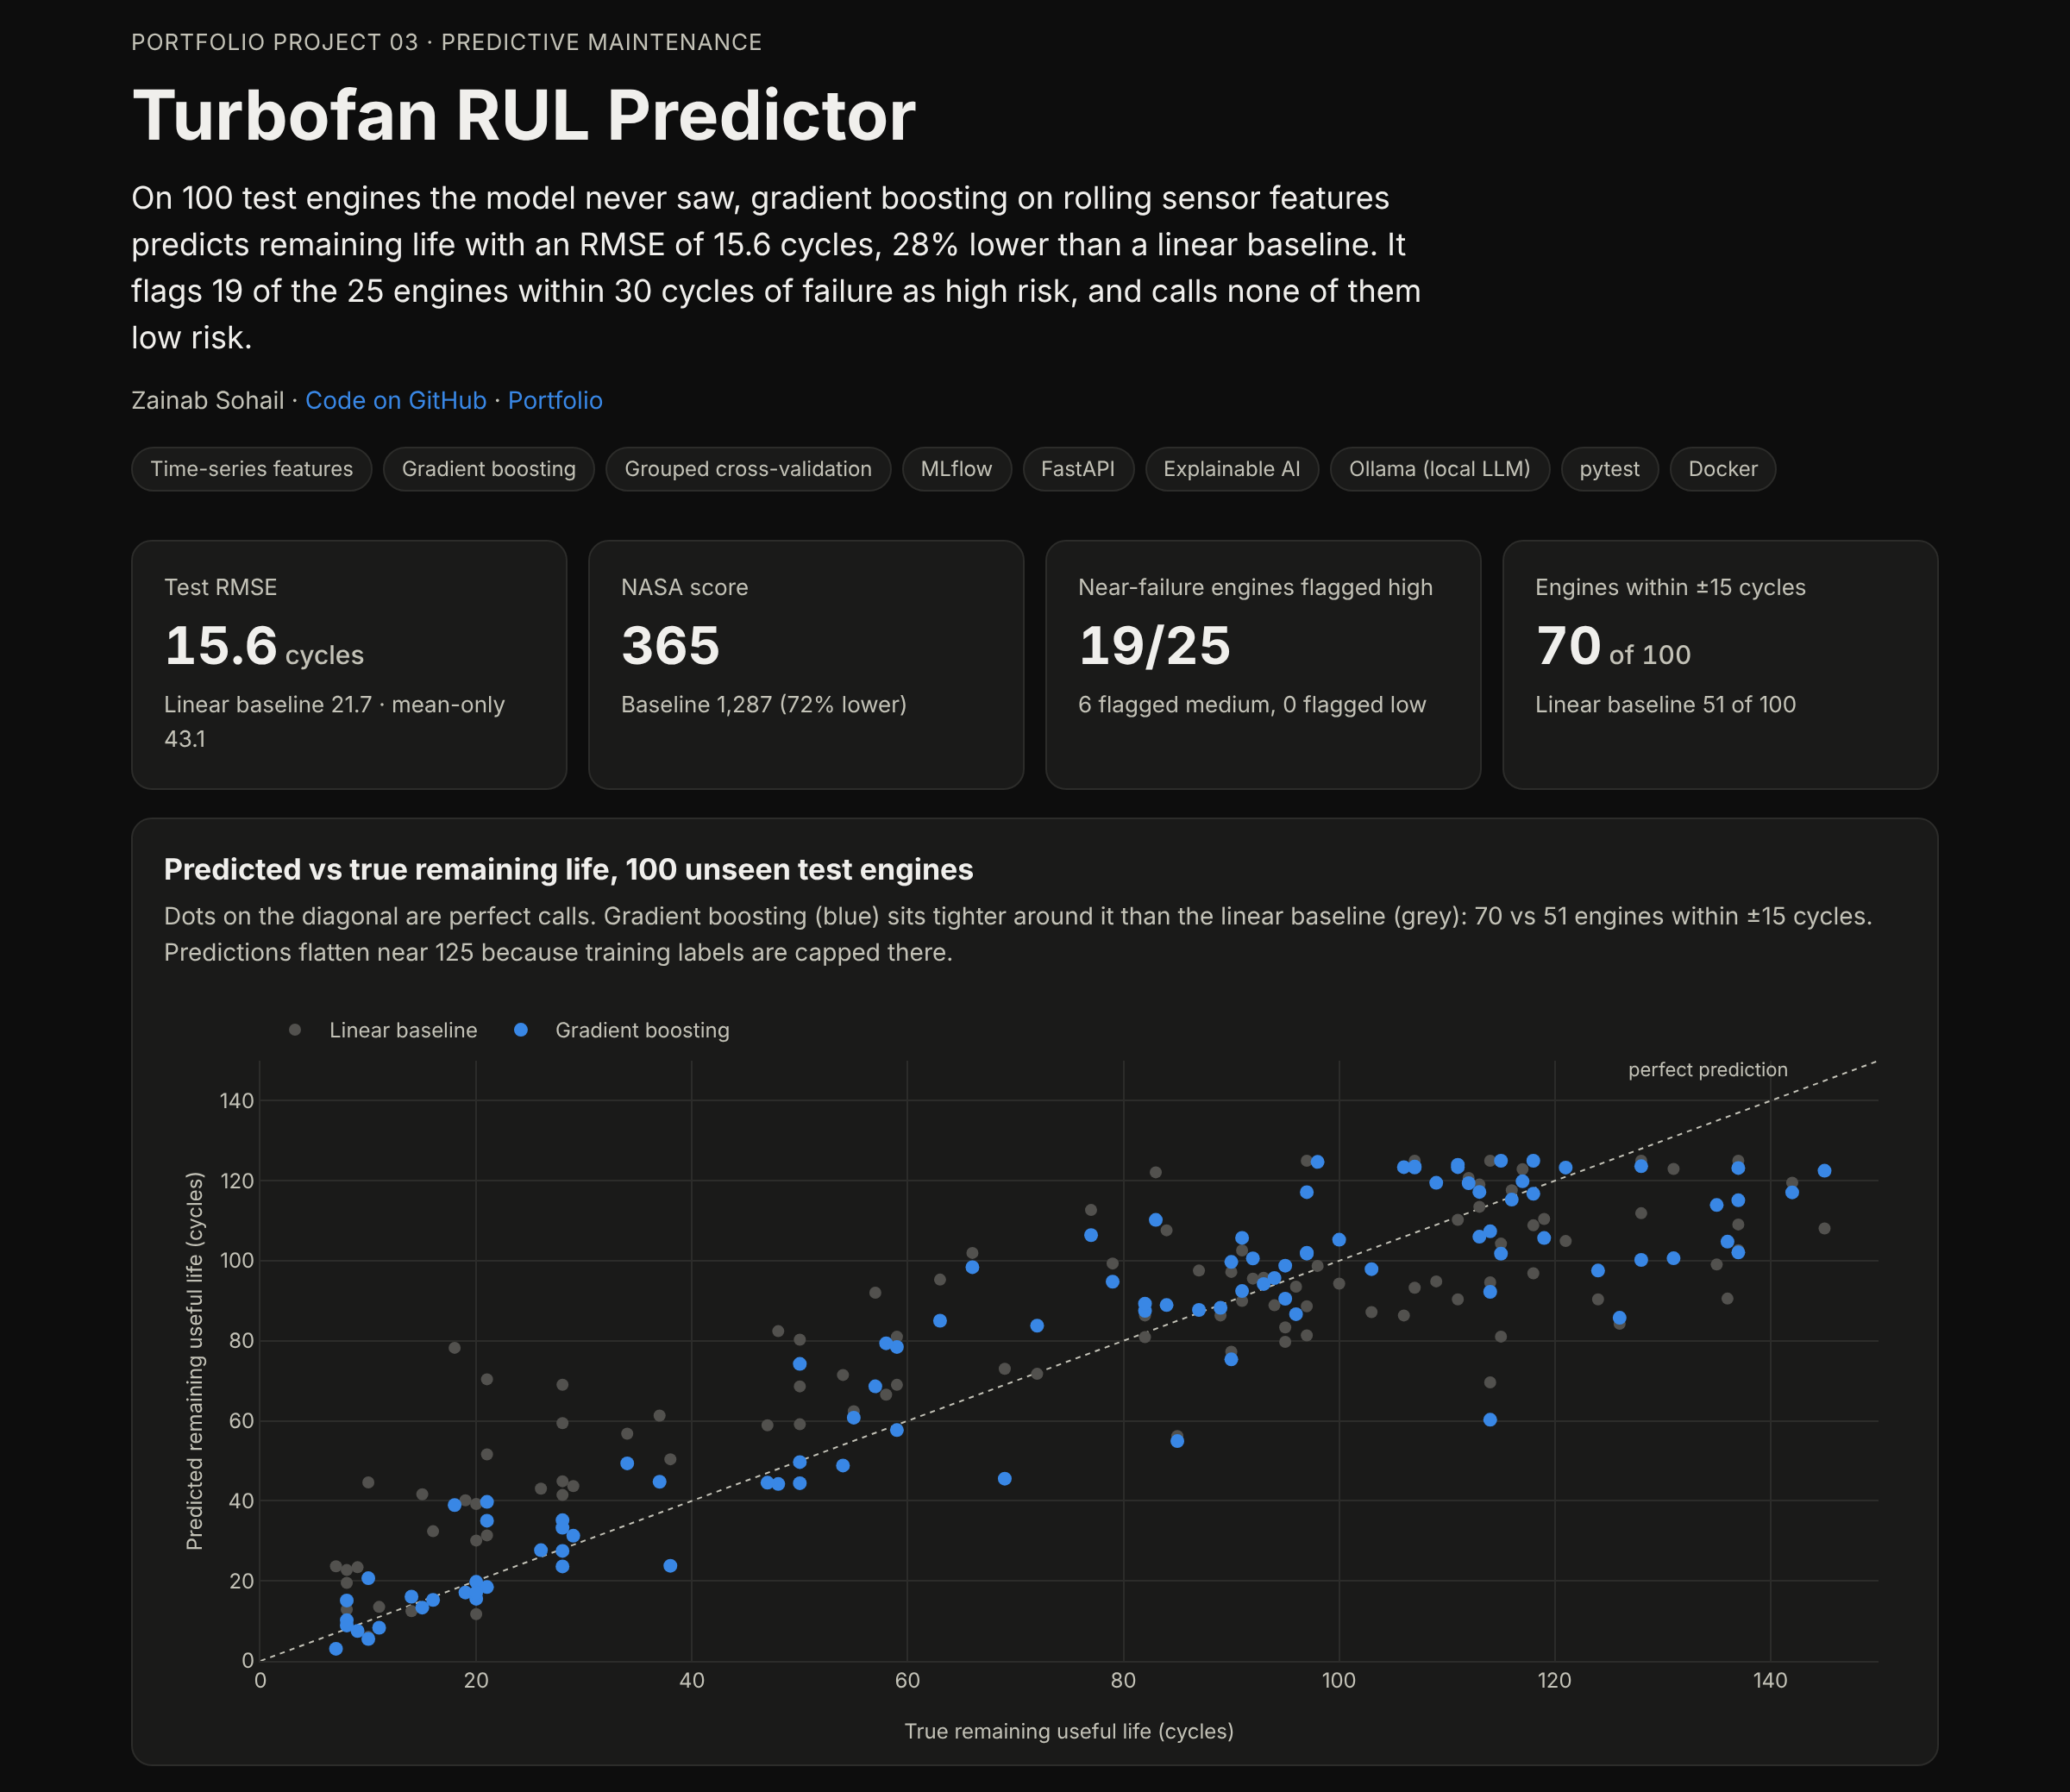 PORTFOLIO PROJECT 03 · PREDICTIVE MAINTENANCE
Turbofan RUL Predictor
On 100 test engines the model never saw, gradient boosting on rolling sensor features
predicts remaining life with an RMSE of 15.6 cycles, 28% lower than a linear baseline. It
flags 19 of the 25 engines within 30 cycles of failure as high risk, and calls none of them
low risk.
Zainab Sohail · Code on GitHub · Portfolio
Time-series features
Gradient boosting
Grouped cross-validation
MLflow
FastAPI
Explainable AI
Ollama (local LLM)
pytest
Docker
Test RMSE
15.6 cycles
Linear baseline 21.7 · mean-only
43.1
NASA score
365
Baseline 1,287 (72% lower)
Near-failure engines flagged high
19/25
6 flagged medium, 0 flagged low
Engines within ±15 cycles
70 of 100
Linear baseline 51 of 100
Predicted vs true remaining life, 100 unseen test engines
Dots on the diagonal are perfect calls. Gradient boosting (blue) sits tighter around it than the linear baseline (grey): 70 vs 51 engines within ±15 cycles.
Predictions flatten near 125 because training labels are capped there.
Linear baseline
Gradient boosting
perfect prediction
Predicted remaining useful life (cycles)
140
120
100
80
60
40
20
0
0 20 40 60 80 100 120 140
True remaining useful life (cycles)